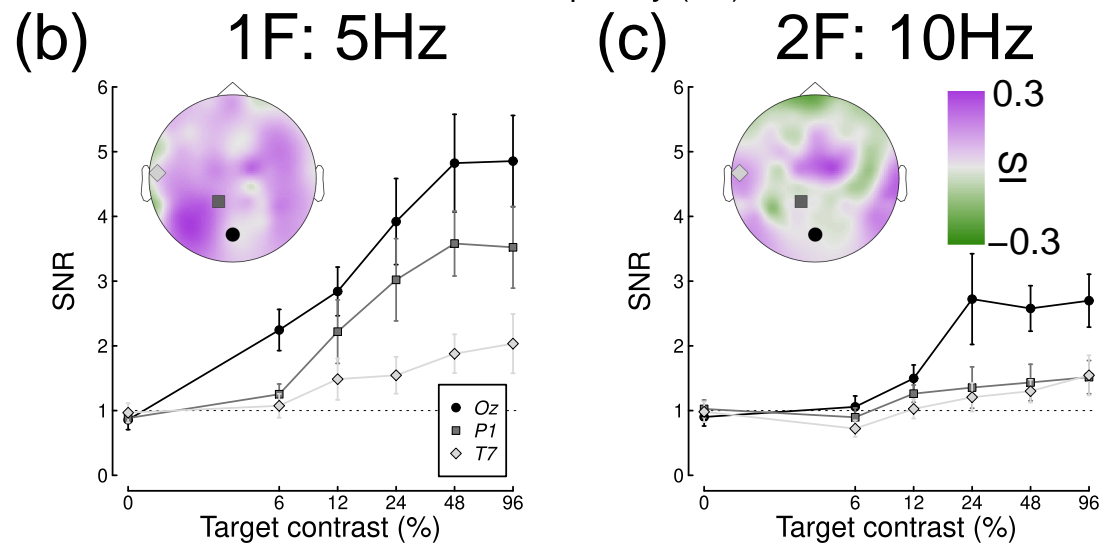 (b) 1F: 5Hz
6
5
4
3
2
1
0
SNR
Oz
P1
T7
0 6 12 24 48 96
Target contrast (%)
(c) 2F: 10Hz
6
5
4
3
2
1
0
SNR
0.3
SI
−0.3
0 6 12 24 48 96
Target contrast (%)